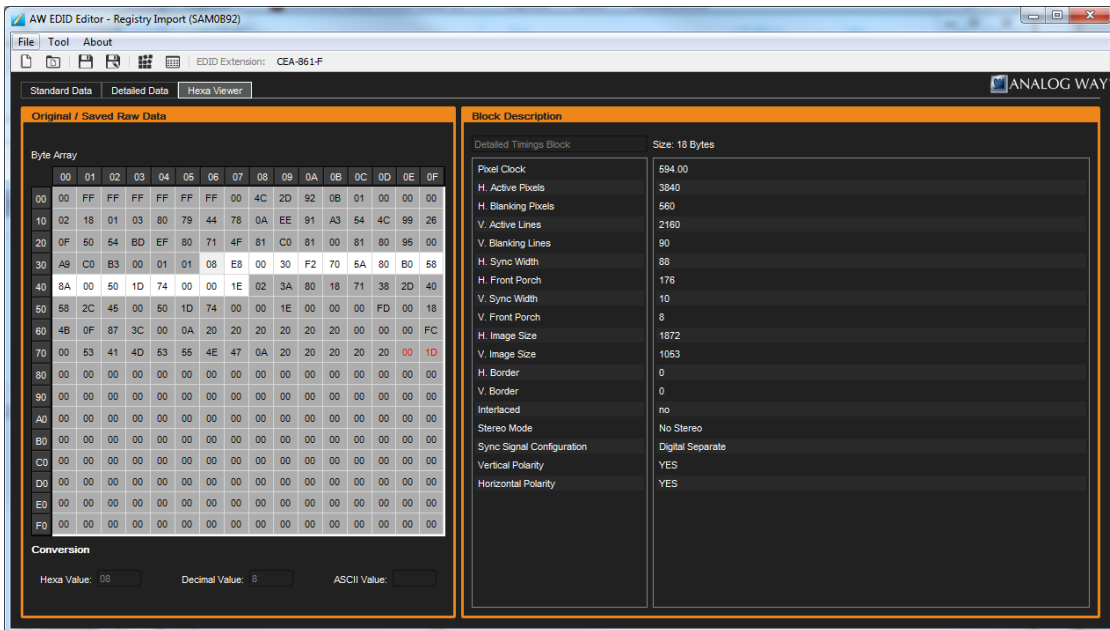 AW EDID Editor - Registry Import (SAM0B92)
File Tool About
EDID Extension: CEA-861-F
Standard Data Detailed Data Hexa Viewer
ANALOG WAY
Original / Saved Raw Data
Byte Array
00 01 02 03 04 05 06 07 08 09 0A 0B 0C 0D 0E 0F
00 00 FF FF FF FF FF FF 00 4C 2D 92 0B 01 00 00 00
10 02 18 01 03 80 79 44 78 0A EE 91 A3 54 4C 99 26
20 0F 50 54 BD EF 80 71 4F 81 C0 81 00 81 80 95 00
30 A9 C0 B3 00 01 01 08 E8 00 30 F2 70 5A 80 B0 58
40 8A 00 50 1D 74 00 00 1E 02 3A 80 18 71 38 2D 40
50 58 2C 45 00 50 1D 74 00 00 1E 00 00 00 FD 00 18
60 4B 0F 87 3C 00 0A 20 20 20 20 20 20 00 00 00 FC
70 00 53 41 4D 53 55 4E 47 0A 20 20 20 20 20 00 1D
80 00 00 00 00 00 00 00 00 00 00 00 00 00 00 00 00
90 00 00 00 00 00 00 00 00 00 00 00 00 00 00 00 00
A0 00 00 00 00 00 00 00 00 00 00 00 00 00 00 00 00
B0 00 00 00 00 00 00 00 00 00 00 00 00 00 00 00 00
C0 00 00 00 00 00 00 00 00 00 00 00 00 00 00 00 00
D0 00 00 00 00 00 00 00 00 00 00 00 00 00 00 00 00
E0 00 00 00 00 00 00 00 00 00 00 00 00 00 00 00 00
F0 00 00 00 00 00 00 00 00 00 00 00 00 00 00 00 00
Conversion
Hexa Value: 08 Decimal Value: 8 ASCII Value:
Block Description
Detailed Timings Block Size: 18 Bytes
Pixel Clock 594.00
H. Active Pixels 3840
H. Blanking Pixels 560
V. Active Lines 2160
V. Blanking Lines 90
H. Sync Width 88
H. Front Porch 176
V. Sync Width 10
V. Front Porch 8
H. Image Size 1872
V. Image Size 1053
H. Border 0
V. Border 0
Interlaced no
Stereo Mode No Stereo
Sync Signal Configuration Digital Separate
Vertical Polarity YES
Horizontal Polarity YES